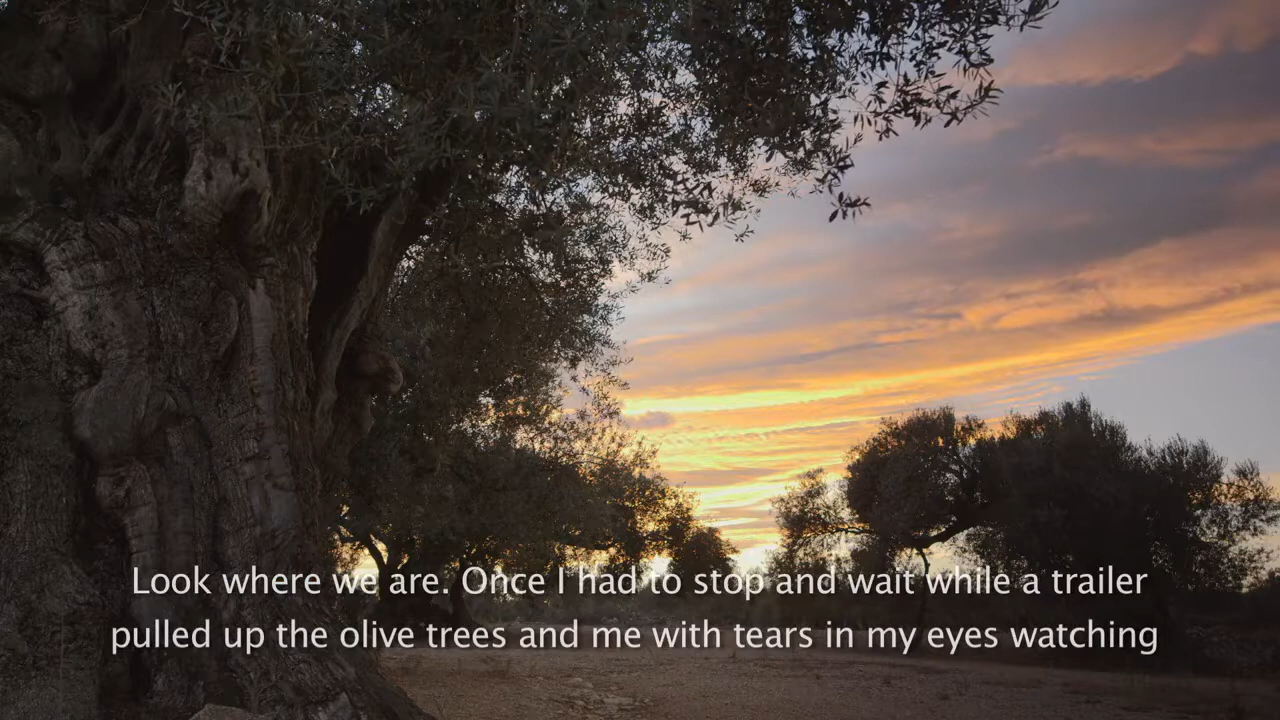 Look where we are. Once I had to stop and wait while a trailer
pulled up the olive trees and me with tears in my eyes watching